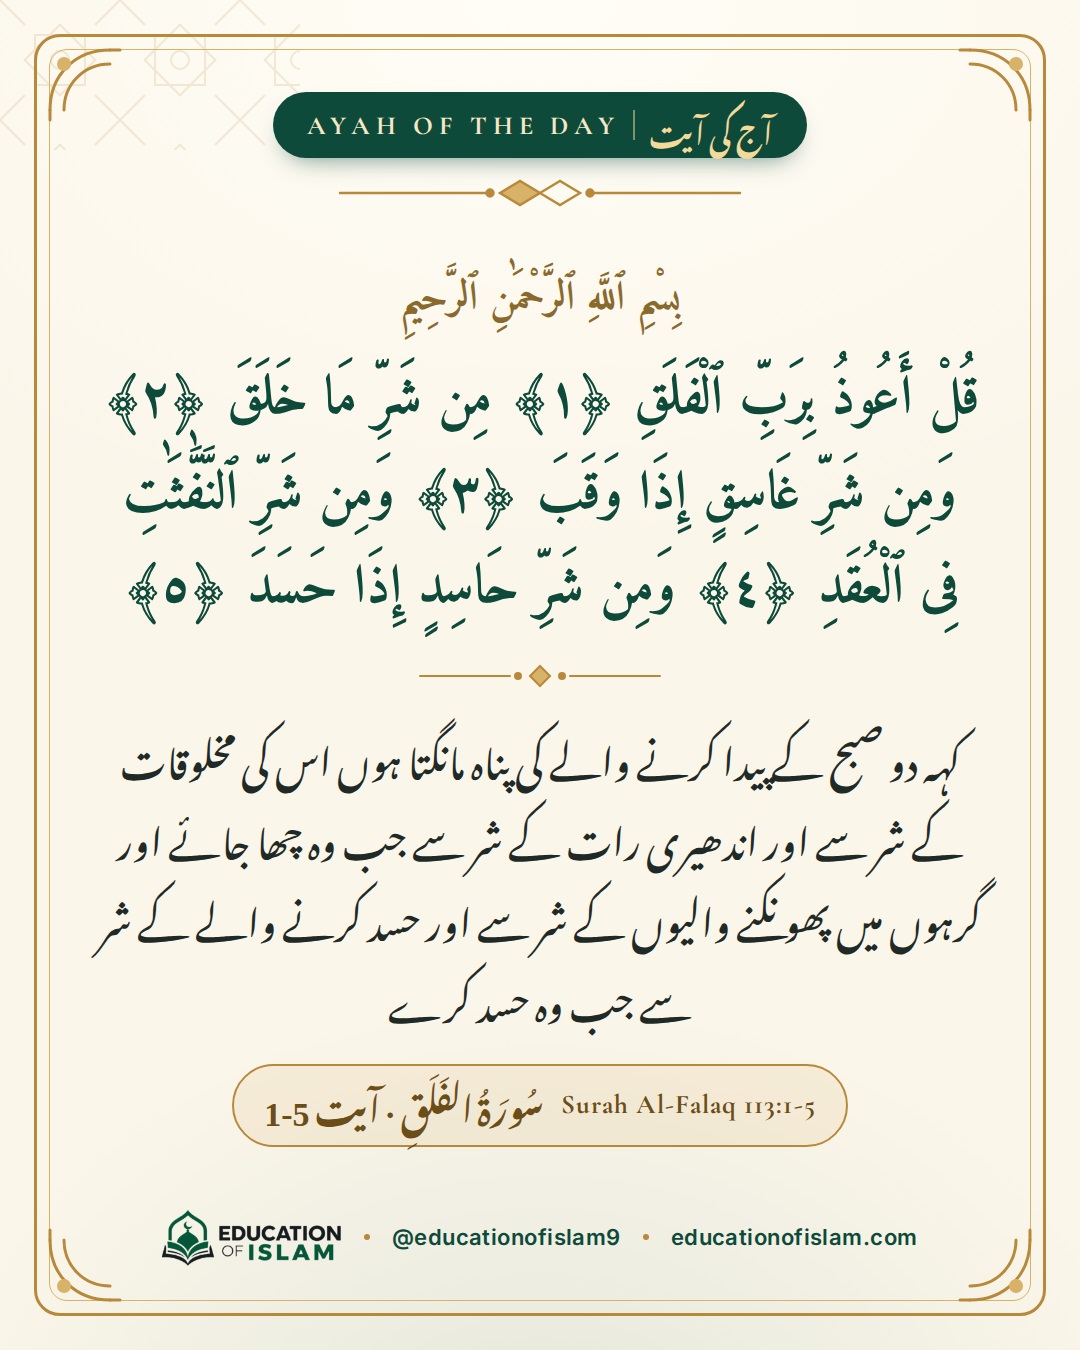 AYAH OF THE DAY | آج کی آیت
بِسْمِ ٱللَّهِ ٱلرَّحْمَٰنِ ٱلرَّحِيمِ
قُلْ أَعُوذُ بِرَبِّ ٱلْفَلَقِ ﴿١﴾ مِن شَرِّ مَا خَلَقَ ﴿٢﴾
وَمِن شَرِّ غَاسِقٍ إِذَا وَقَبَ ﴿٣﴾ وَمِن شَرِّ ٱلنَّفَّٰثَٰتِ
فِى ٱلْعُقَدِ ﴿٤﴾ وَمِن شَرِّ حَاسِدٍ إِذَا حَسَدَ ﴿٥﴾
کہہ دو صبح کے پیدا کرنے والے کی پناہ مانگتا ہوں اس کی مخلوقات
کے شر سے اور اندھیری رات کے شر سے جب وہ چھا جائے اور
گرہوں میں پھونکنے والیوں کے شر سے اور حسد کرنے والے کے شر
سے جب وہ حسد کرے
سُورَةُ الفَلَقِ · آیت 1-5 Surah Al-Falaq 113:1-5
EDUCATION OF ISLAM • @educationofislam9 • educationofislam.com